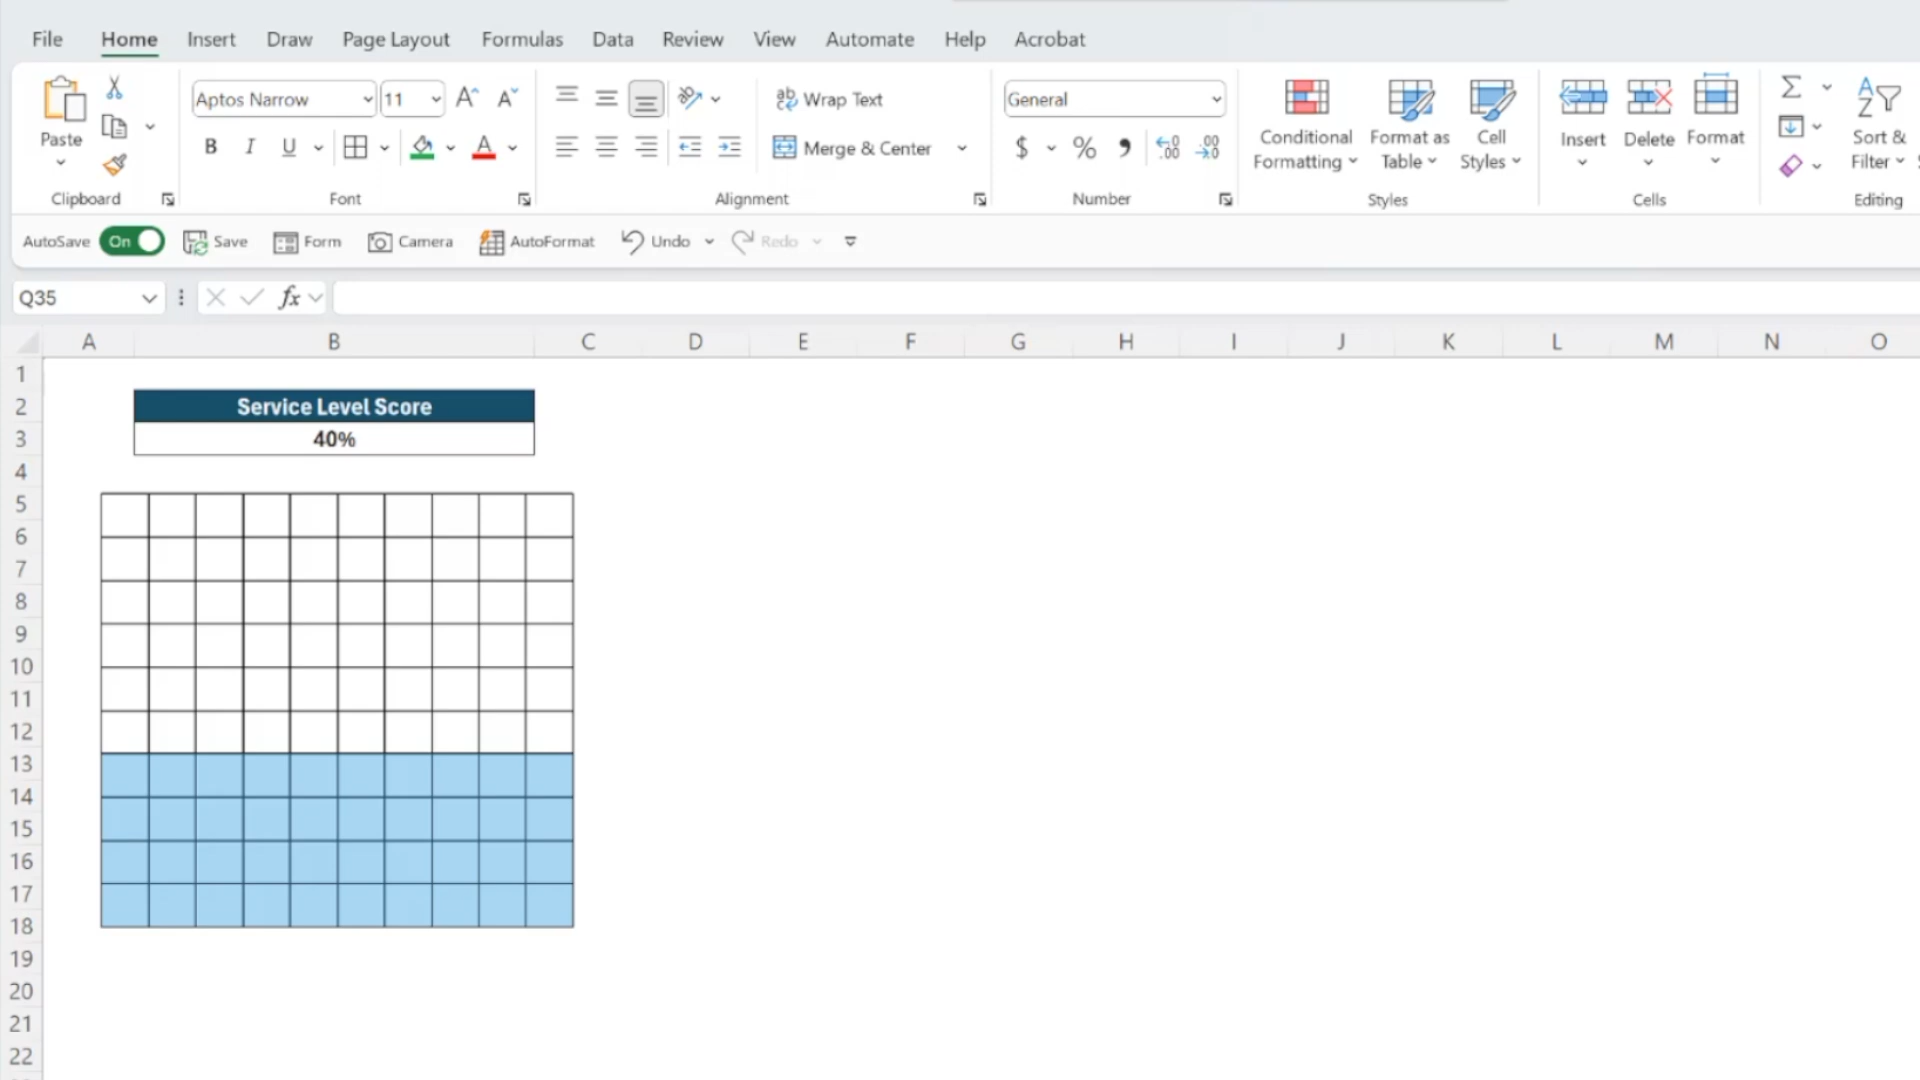 File Home Insert Draw Page Layout Formulas Data Review View Automate Help Acrobat
Paste
Clipboard
Aptos Narrow 11 A A
B I U A
Font
ab Wrap Text
Merge & Center
Alignment
General
$ % , .00 .00
Number
Conditional Formatting
Format as Table
Cell Styles
Styles
Insert Delete Format
Cells
Σ
Sort & Filter
Editing
AutoSave On Save Form Camera AutoFormat Undo Redo
Q35 fx
A B C D E F G H I J K L M N O
1
2 Service Level Score
3 40%
4
5
6
7
8
9
10
11
12
13
14
15
16
17
18
19
20
21
22